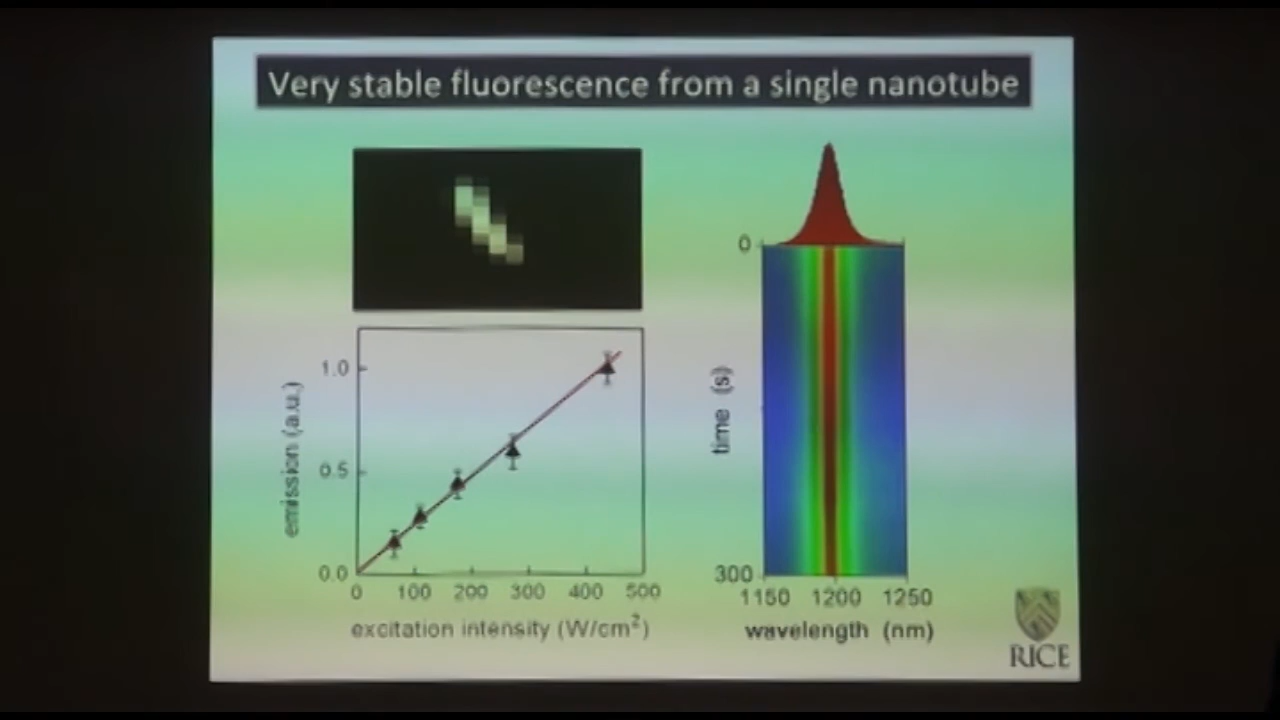 Very stable fluorescence from a single nanotube
emission (a.u.)
1.0
0.5
0.0
0 100 200 300 400 500
excitation intensity (W/cm²)
0
time (s)
300
1150 1200 1250
wavelength (nm)
RICE